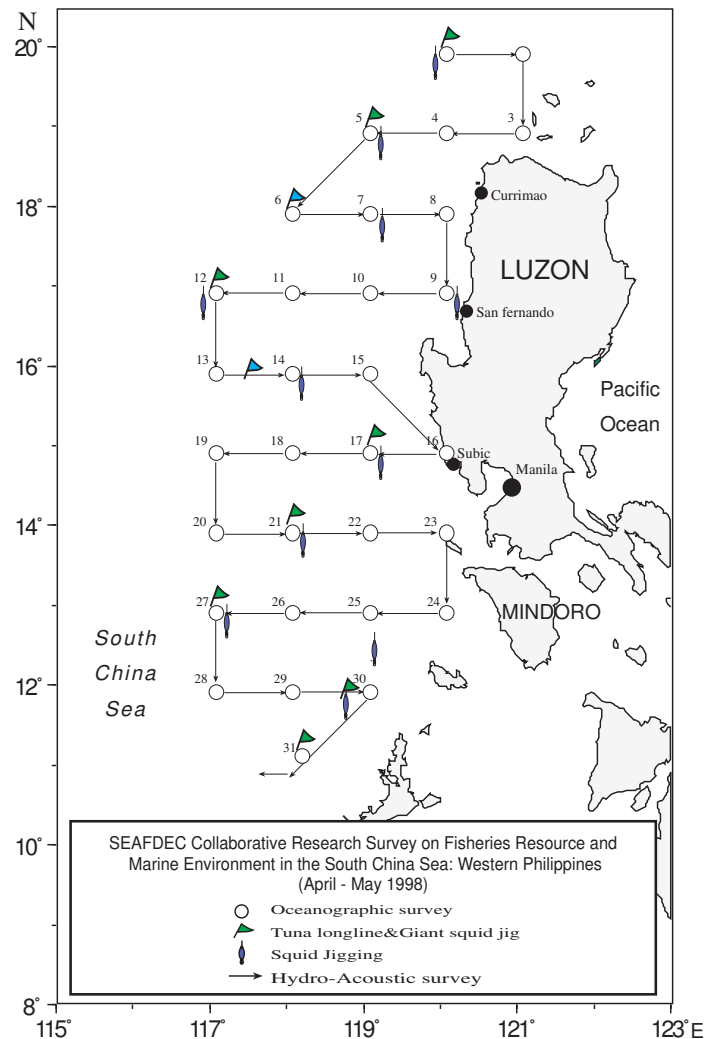 N
20°
5
4
3
18°
6
7
8
Currimao
LUZON
12
11
10
9
San fernando
16°
13
14
15
Pacific
Ocean
19
18
17
16
Subic
Manila
14°
20
21
22
23
27
26
25
24
MINDORO
South
China
Sea
12°
28
29
30
31
10°
SEAFDEC Collaborative Research Survey on Fisheries Resource and
Marine Environment in the South China Sea: Western Philippines
(April - May 1998)
Oceanographic survey
Tuna longline&Giant squid jig
Squid Jigging
Hydro-Acoustic survey
8°
115° 117° 119° 121° 123° E